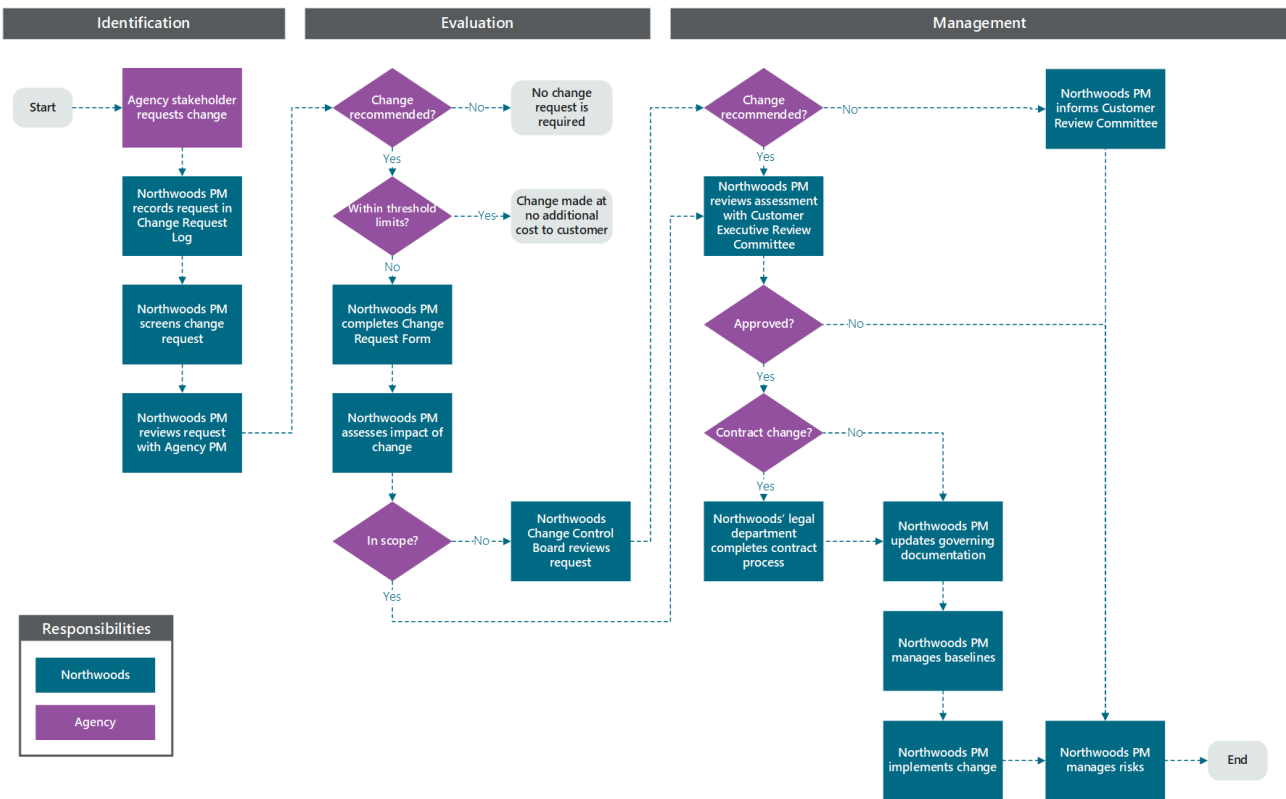 Identification
Evaluation
Management
Start
Agency stakeholder
requests change
Northwoods PM
records request in
Change Request
Log
Northwoods PM
screens change
request
Northwoods PM
reviews request
with Agency PM
Change
recommended?
No
No change
request is
required
Yes
Within threshold
limits?
Yes
Change made at
no additional
cost to customer
No
Northwoods PM
completes Change
Request Form
Northwoods PM
assesses impact of
change
In scope?
No
Northwoods
Change Control
Board reviews
request
Yes
Change
recommended?
No
Northwoods PM
informs Customer
Review Committee
Yes
Northwoods PM
reviews assessment
with Customer
Executive Review
Committee
Approved?
No
Yes
Contract change?
No
Yes
Northwoods' legal
department
completes contract
process
Northwoods PM
updates governing
documentation
Northwoods PM
manages baselines
Northwoods PM
implements change
Northwoods PM
manages risks
End
Responsibilities
Northwoods
Agency